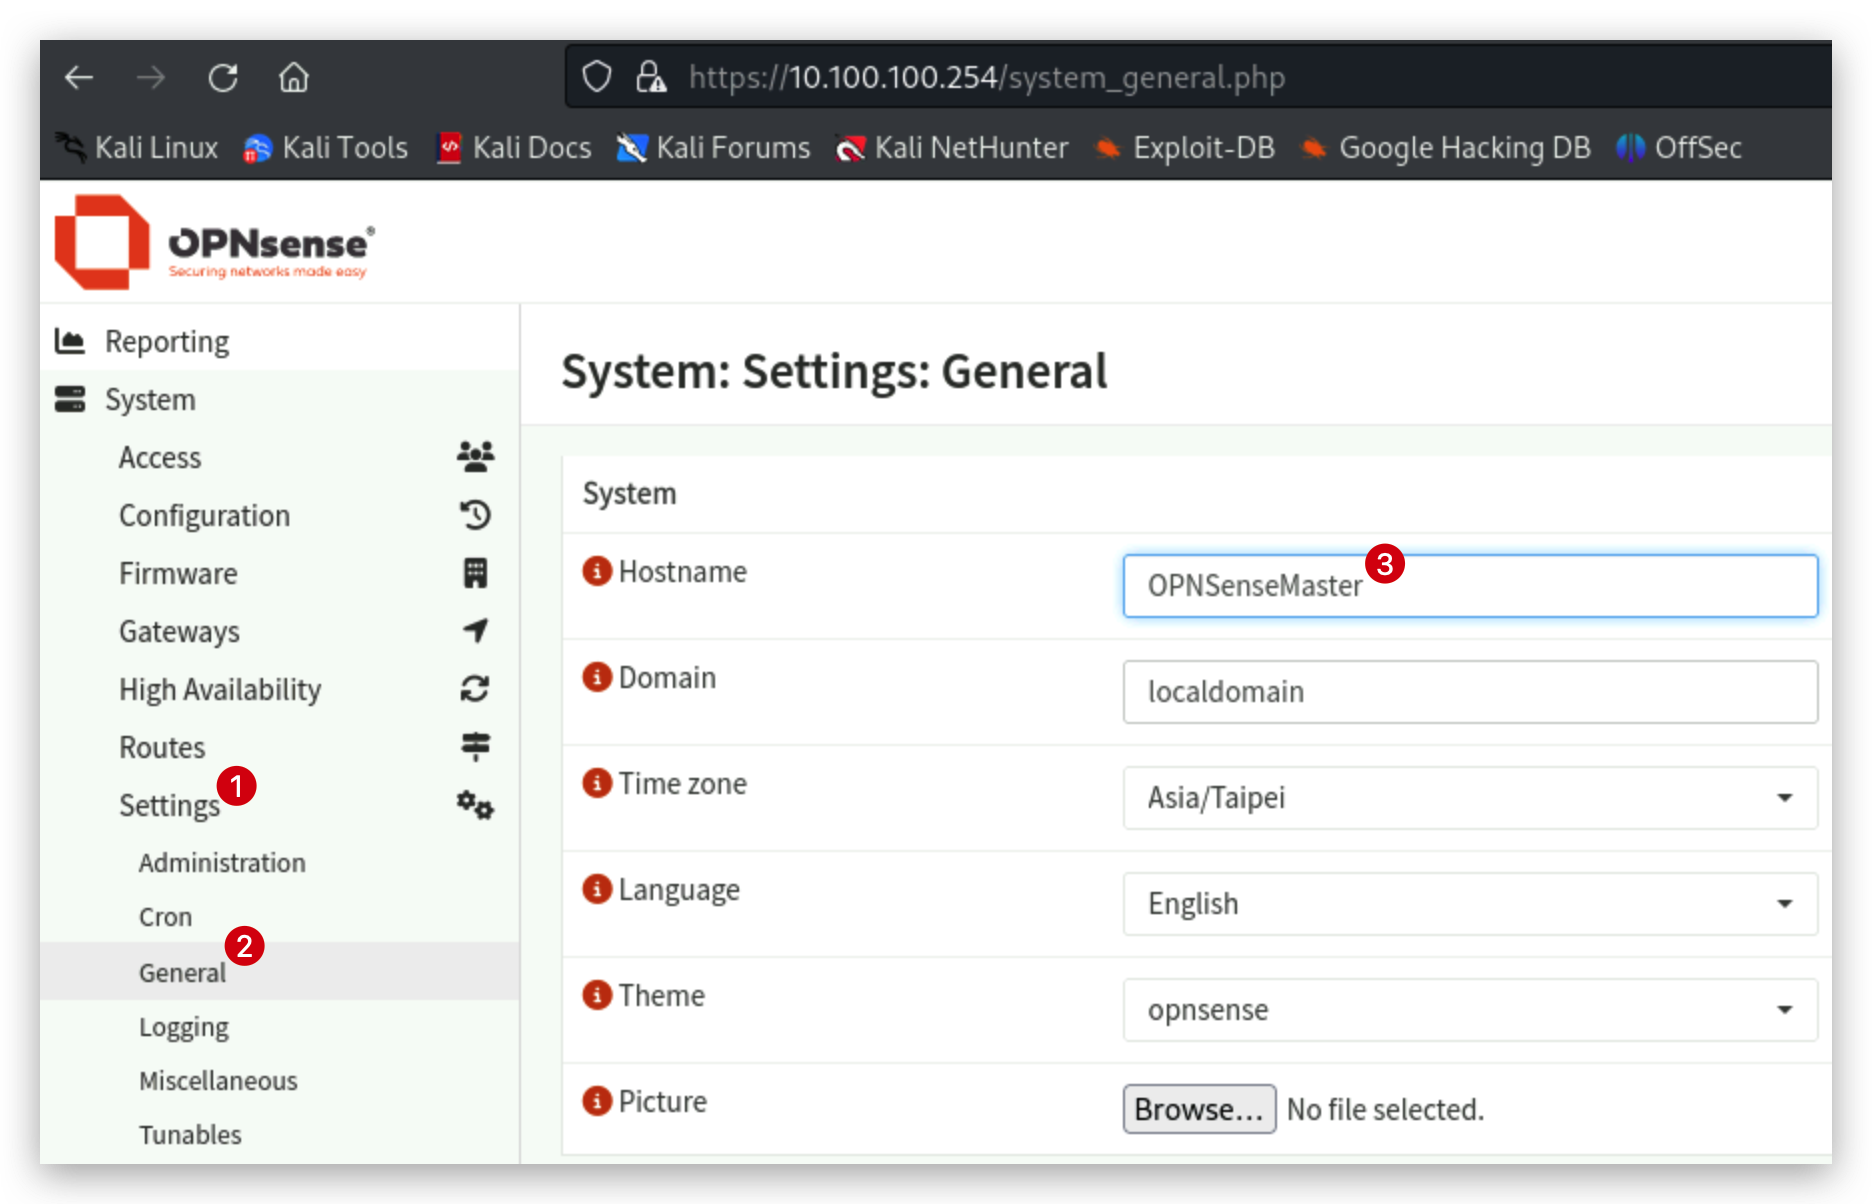 https://10.100.100.254/system_general.php
Kali Linux Kali Tools Kali Docs Kali Forums Kali NetHunter Exploit-DB Google Hacking DB OffSec
OPNsense®
Securing networks made easy
Reporting
System
Access
Configuration
Firmware
Gateways
High Availability
Routes
Settings 1
Administration
Cron
General 2
Logging
Miscellaneous
Tunables
System: Settings: General
System
Hostname OPNSenseMaster 3
Domain localdomain
Time zone Asia/Taipei
Language English
Theme opnsense
Picture Browse... No file selected.